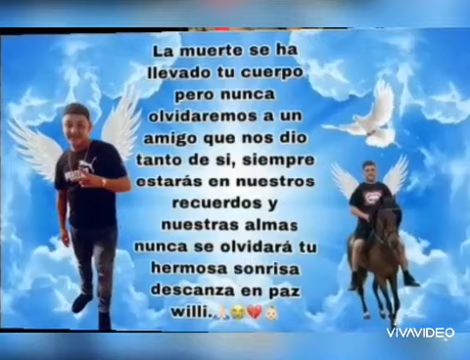 La muerte se ha
llevado tu cuerpo
pero nunca
olvidaremos a un
amigo que nos dio
tanto de si, siempre
estarás en nuestros
recuerdos y
nuestras almas
nunca se olvidará tu
hermosa sonrisa
descanza en paz
willi.🙏🏻😭💔👼🏻
VIVAVIDEO